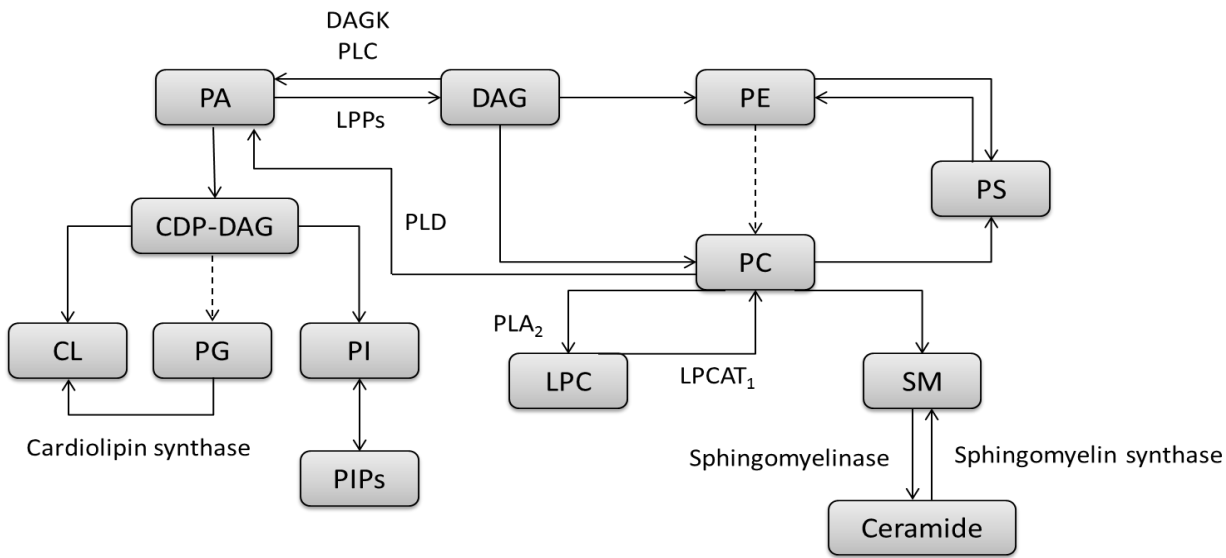 DAGK
PLC
PA
DAG
PE
LPPs
PS
CDP-DAG
PLD
PC
PLA₂
CL
PG
PI
LPC
LPCAT₁
SM
Cardiolipin synthase
Sphingomyelinase
Sphingomyelin synthase
PIPs
Ceramide